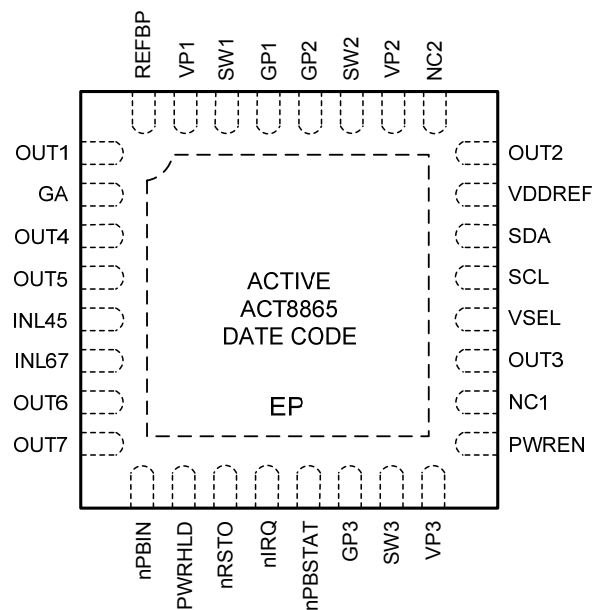 REFBP
VP1
SW1
GP1
GP2
SW2
VP2
NC2
OUT1
GA
OUT4
OUT5
INL45
INL67
OUT6
OUT7
ACTIVE
ACT8865
DATE CODE
EP
OUT2
VDDREF
SDA
SCL
VSEL
OUT3
NC1
PWREN
nPBIN
PWRHLD
nRSTO
nIRQ
nPBSTAT
GP3
SW3
VP3